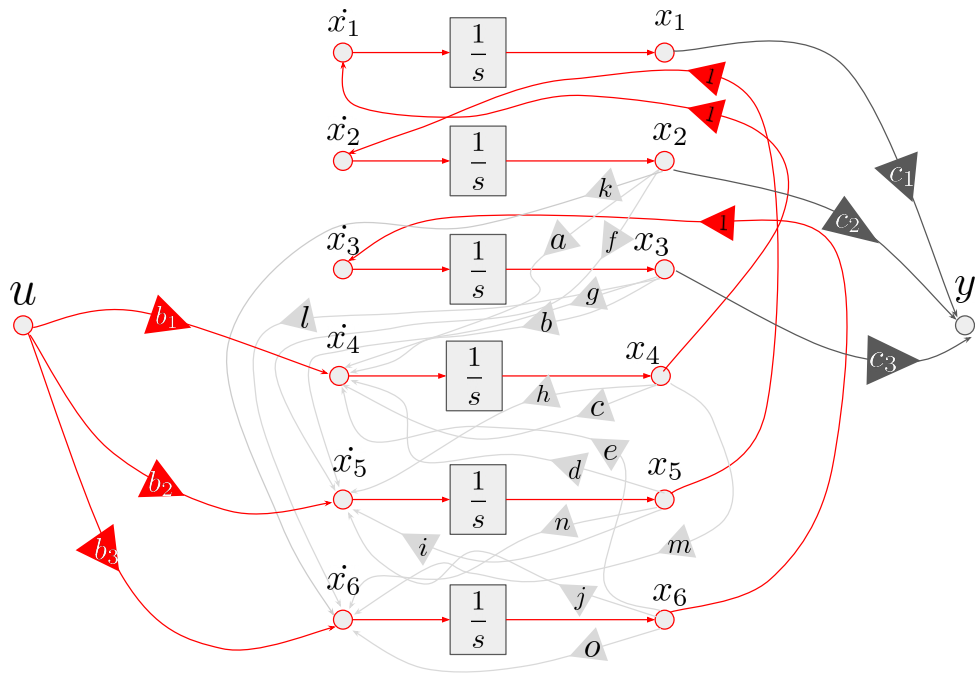 ẋ₁ 1/s x₁
1
1
ẋ₂ 1/s x₂
c₁
k
c₂
a f
1
ẋ₃ 1/s x₃
u y
g
l b
b₁
ẋ₄ 1/s x₄
c₃
h c
e
d
ẋ₅ 1/s x₅
b₂
n
i m
b₃
ẋ₆ 1/s x₆
j
o